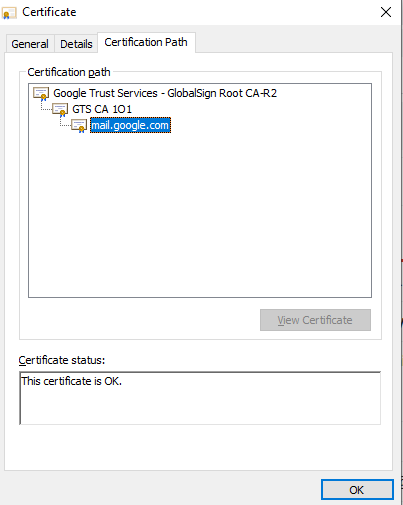 Certificate
General Details Certification Path
Certification path
Google Trust Services - GlobalSign Root CA-R2
GTS CA 1O1
mail.google.com
View Certificate
Certificate status:
This certificate is OK.
OK